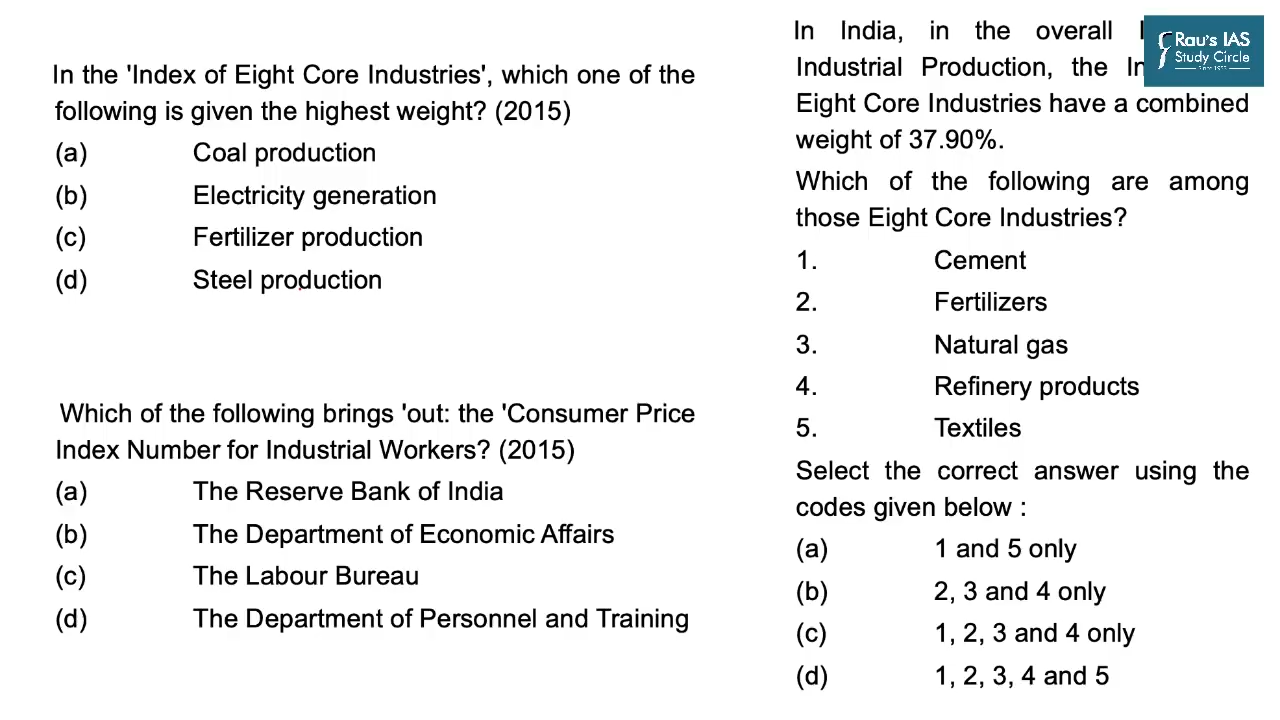 In the 'Index of Eight Core Industries', which one of the
following is given the highest weight? (2015)
(a) Coal production
(b) Electricity generation
(c) Fertilizer production
(d) Steel production
Which of the following brings 'out: the 'Consumer Price
Index Number for Industrial Workers? (2015)
(a) The Reserve Bank of India
(b) The Department of Economic Affairs
(c) The Labour Bureau
(d) The Department of Personnel and Training
In India, in the overall
Industrial Production, the
Eight Core Industries have a combined
weight of 37.90%.
Which of the following are among
those Eight Core Industries?
1. Cement
2. Fertilizers
3. Natural gas
4. Refinery products
5. Textiles
Select the correct answer using the
codes given below :
(a) 1 and 5 only
(b) 2, 3 and 4 only
(c) 1, 2, 3 and 4 only
(d) 1, 2, 3, 4 and 5
Rau's IAS
Study Circle